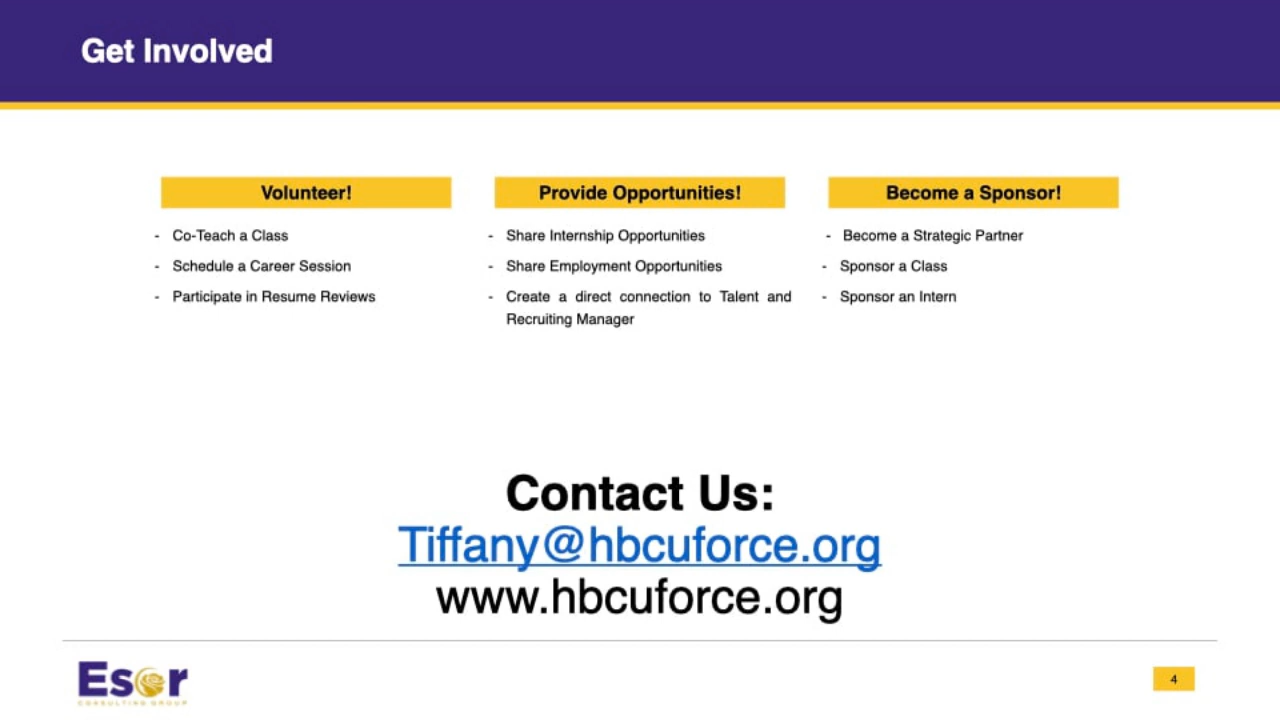 Get Involved
Volunteer!
- Co-Teach a Class
- Schedule a Career Session
- Participate in Resume Reviews
Provide Opportunities!
- Share Internship Opportunities
- Share Employment Opportunities
- Create a direct connection to Talent and
Recruiting Manager
Become a Sponsor!
- Become a Strategic Partner
- Sponsor a Class
- Sponsor an Intern
Contact Us:
Tiffany@hbcuforce.org
www.hbcuforce.org
Esor
CONSULTING GROUP
4